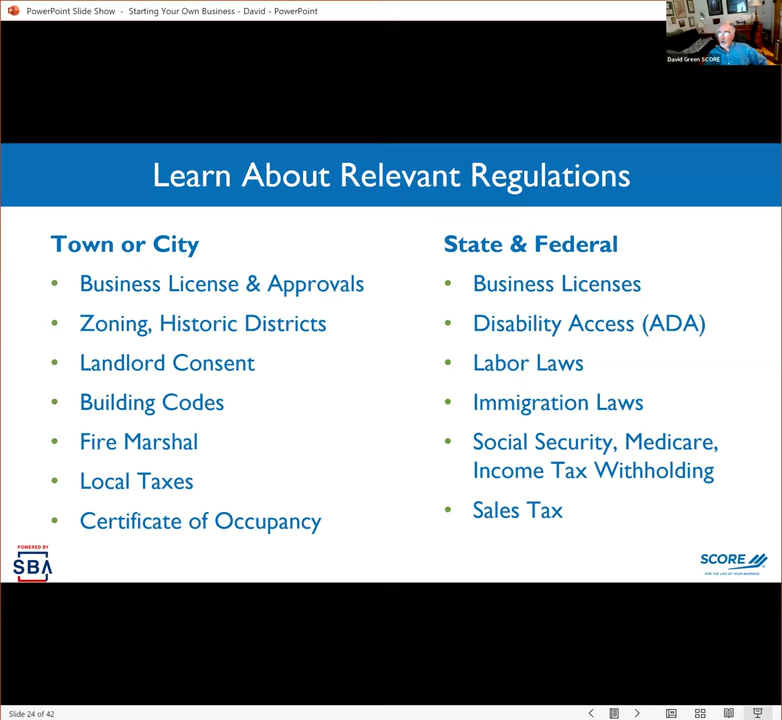 PowerPoint Slide Show - Starting Your Own Business - David - PowerPoint
David Green SCORE
Learn About Relevant Regulations
Town or City
• Business License & Approvals
• Zoning, Historic Districts
• Landlord Consent
• Building Codes
• Fire Marshal
• Local Taxes
• Certificate of Occupancy
State & Federal
• Business Licenses
• Disability Access (ADA)
• Labor Laws
• Immigration Laws
• Social Security, Medicare,
Income Tax Withholding
• Sales Tax
POWERED BY
SBA
SCORE
FOR THE LIFE OF YOUR BUSINESS
Slide 24 of 42